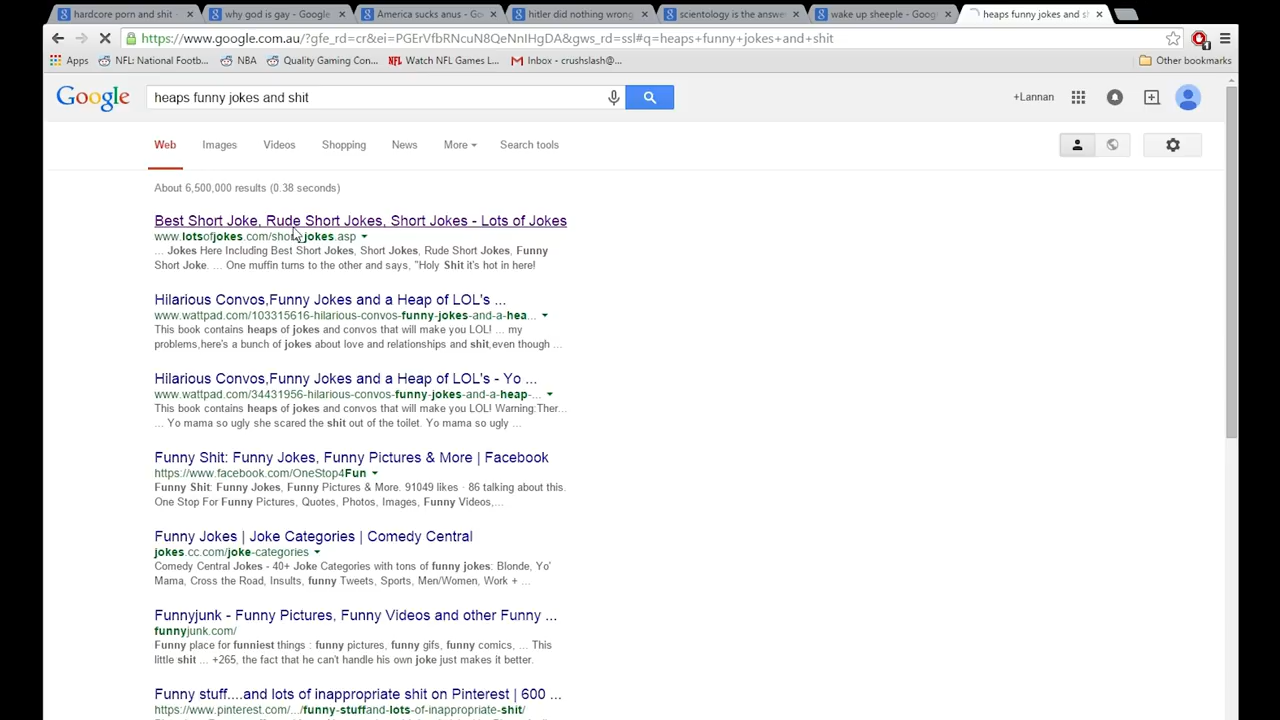 hardcore porn and shit -
why god is gay - Google
America sucks anus - Go
hitler did nothing wrong
scientology is the answe
wake up sheeple - Googl
heaps funny jokes and sh
https://www.google.com.au/?gfe_rd=cr&ei=PGErVfbRNcuN8QeNnIHgDA&gws_rd=ssl#q=heaps+funny+jokes+and+shit
Apps
NFL: National Footb...
NBA
Quality Gaming Con...
NFL Watch NFL Games L...
Inbox - crushslash@...
Other bookmarks
Google
heaps funny jokes and shit
+Lannan
Web
Images
Videos
Shopping
News
More
Search tools
About 6,500,000 results (0.38 seconds)
Best Short Joke, Rude Short Jokes, Short Jokes - Lots of Jokes
www.lotsofjokes.com/short_jokes.asp
... Jokes Here Including Best Short Jokes, Short Jokes, Rude Short Jokes, Funny
Short Joke. ... One muffin turns to the other and says, "Holy Shit it's hot in here!
Hilarious Convos,Funny Jokes and a Heap of LOL's ...
www.wattpad.com/103315616-hilarious-convos-funny-jokes-and-a-hea...
This book contains heaps of jokes and convos that will make you LOL! ... my
problems,here's a bunch of jokes about love and relationships and shit,even though ...
Hilarious Convos,Funny Jokes and a Heap of LOL's - Yo ...
www.wattpad.com/34431956-hilarious-convos-funny-jokes-and-a-heap-...
This book contains heaps of jokes and convos that will make you LOL! Warning:Ther...
... Yo mama so ugly she scared the shit out of the toilet. Yo mama so ugly ...
Funny Shit: Funny Jokes, Funny Pictures & More | Facebook
https://www.facebook.com/OneStop4Fun
Funny Shit: Funny Jokes, Funny Pictures & More. 91049 likes · 86 talking about this.
One Stop For Funny Pictures, Quotes, Photos, Images, Funny Videos,...
Funny Jokes | Joke Categories | Comedy Central
jokes.cc.com/joke-categories
Comedy Central Jokes - 40+ Joke Categories with tons of funny jokes: Blonde, Yo'
Mama, Cross the Road, Insults, funny Tweets, Sports, Men/Women, Work + ...
Funnyjunk - Funny Pictures, Funny Videos and other Funny ...
funnyjunk.com/
Funny place for funniest things : funny pictures, funny gifs, funny comics, ... This
little shit ... +265, the fact that he can't handle his own joke just makes it better.
Funny stuff....and lots of inappropriate shit on Pinterest | 600 ...
https://www.pinterest.com/.../funny-stuffand-lots-of-inappropriate-shit/